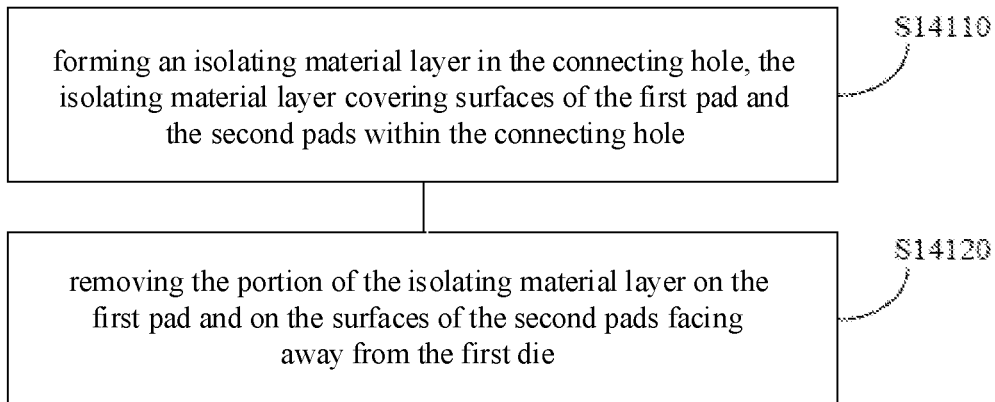 S14110
forming an isolating material layer in the connecting hole, the
isolating material layer covering surfaces of the first pad and
the second pads within the connecting hole
S14120
removing the portion of the isolating material layer on the
first pad and on the surfaces of the second pads facing
away from the first die